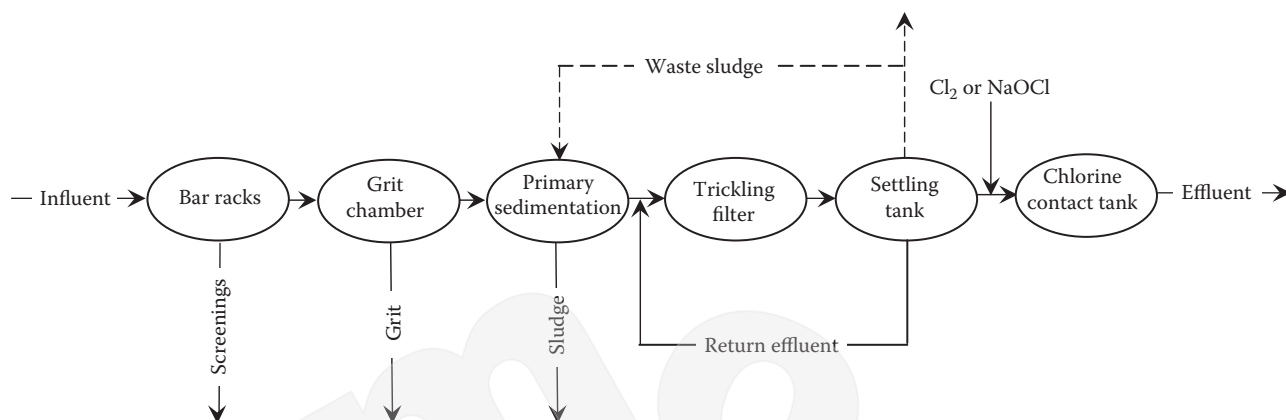 Waste sludge
Cl2 or NaOCl
Influent
Bar racks
Grit
chamber
Primary
sedimentation
Trickling
filter
Settling
tank
Chlorine
contact tank
Effluent
Screenings
Grit
Sludge
Return effluent